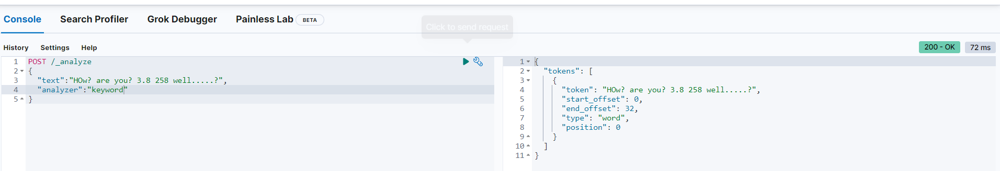 Console Search Profiler Grok Debugger Painless Lab BETA
Click to send request
History Settings Help
200 - OK 72 ms
1 POST /_analyze
2 {
3 "text":"HOw? are you? 3.8 258 well.....?",
4 "analyzer":"keyword"
5 }
1 {
2 "tokens": [
3 {
4 "token": "HOw? are you? 3.8 258 well.....?",
5 "start_offset": 0,
6 "end_offset": 32,
7 "type": "word",
8 "position": 0
9 }
10 ]
11 }